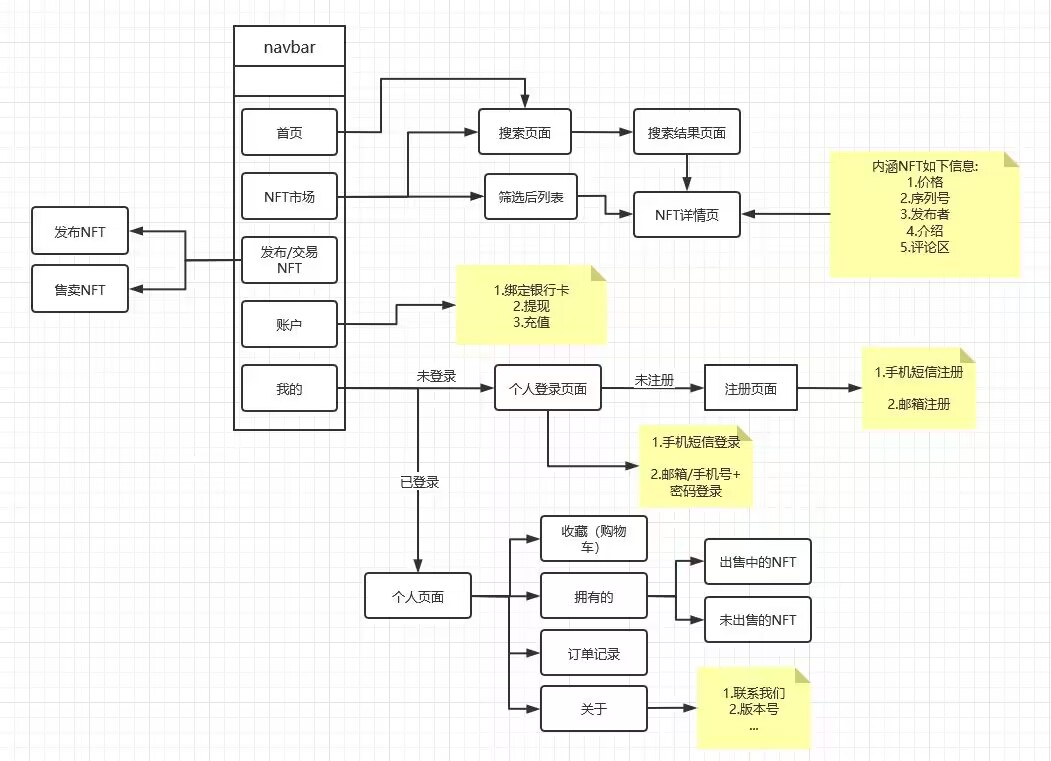 navbar
首页
搜索页面
搜索结果页面
内涵NFT如下信息:
1.价格
2.序列号
3.发布者
4.介绍
5.评论区
NFT市场
筛选后列表
NFT详情页
发布NFT
售卖NFT
发布/交易
NFT
账户
1.绑定银行卡
2.提现
3.充值
我的
未登录
个人登录页面
未注册
注册页面
1.手机短信注册
2.邮箱注册
1.手机短信登录
2.邮箱/手机号+
密码登录
已登录
个人页面
收藏（购物
车）
拥有的
出售中的NFT
未出售的NFT
订单记录
关于
1.联系我们
2.版本号
...